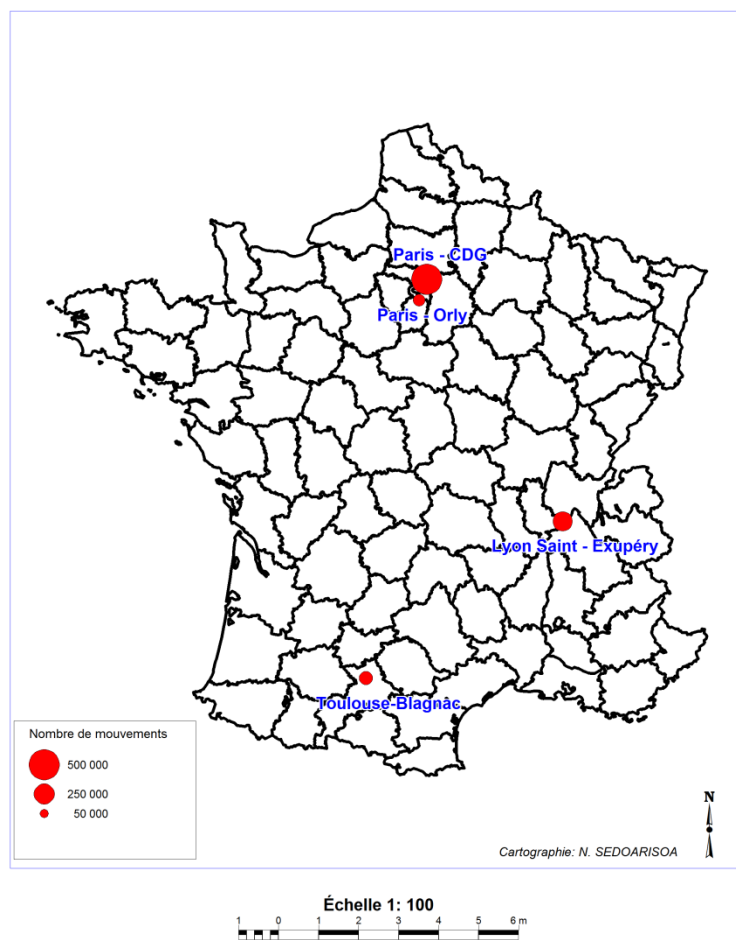 Paris - CDG
Paris - Orly
Lyon Saint - Exupéry
Toulouse-Blagnac
Nombre de mouvements
500 000
250 000
50 000
N
Cartographie: N. SEDOARISOA
Échelle 1: 100
1 0 1 2 3 4 5 6 m